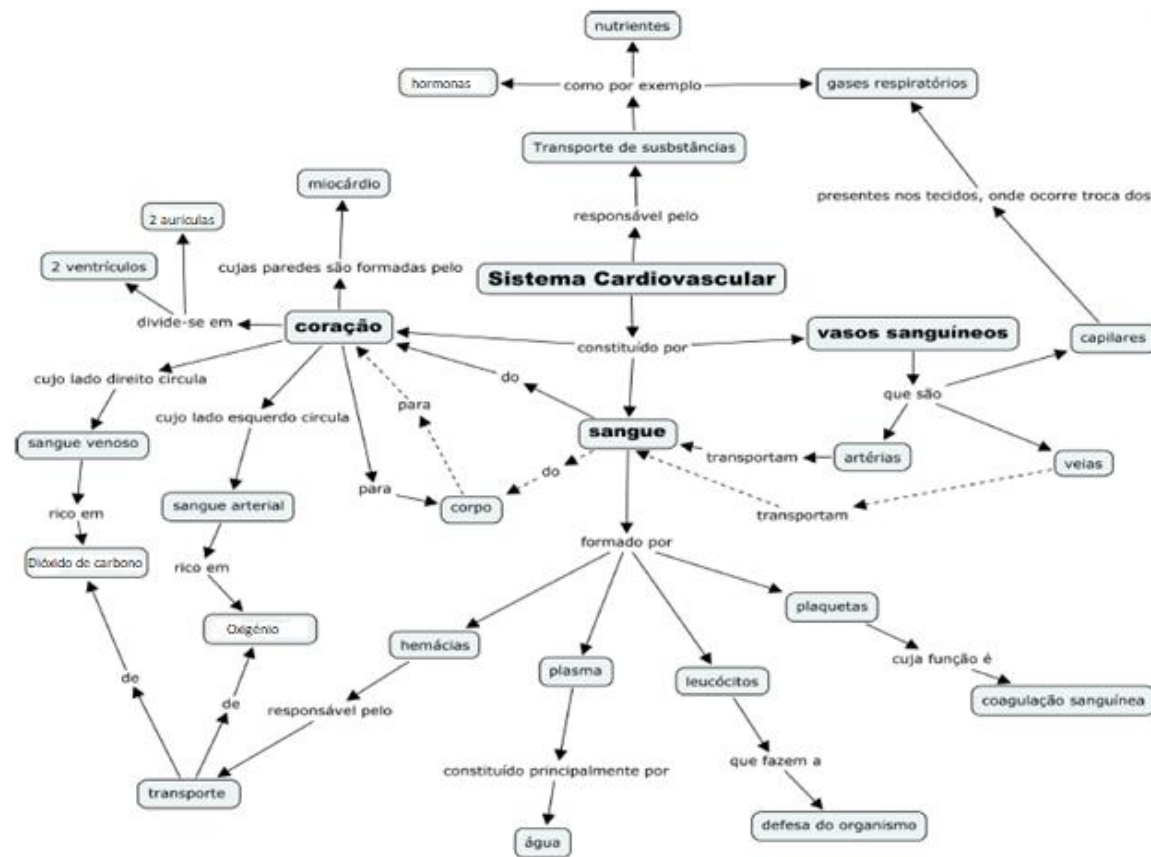 nutrientes
hormonas
como por exemplo
gases respiratórios
Transporte de susbstâncias
miocárdio
presentes nos tecidos, onde ocorre troca dos
2 aurículas
responsável pelo
2 ventrículos
cujas paredes são formadas pelo
Sistema Cardiovascular
divide-se em
coração
constituído por
vasos sanguíneos
capilares
cujo lado direito circula
do
que são
cujo lado esquerdo circula
para
sangue venoso
sangue
transportam
artérias
veias
do
para
sangue arterial
corpo
transportam
rico em
formado por
Dióxido de carbono
rico em
plaquetas
Oxigénio
hemácias
cuja função é
plasma
leucócitos
de
de
responsável pelo
coagulação sanguínea
constituído principalmente por
que fazem a
transporte
água
defesa do organismo